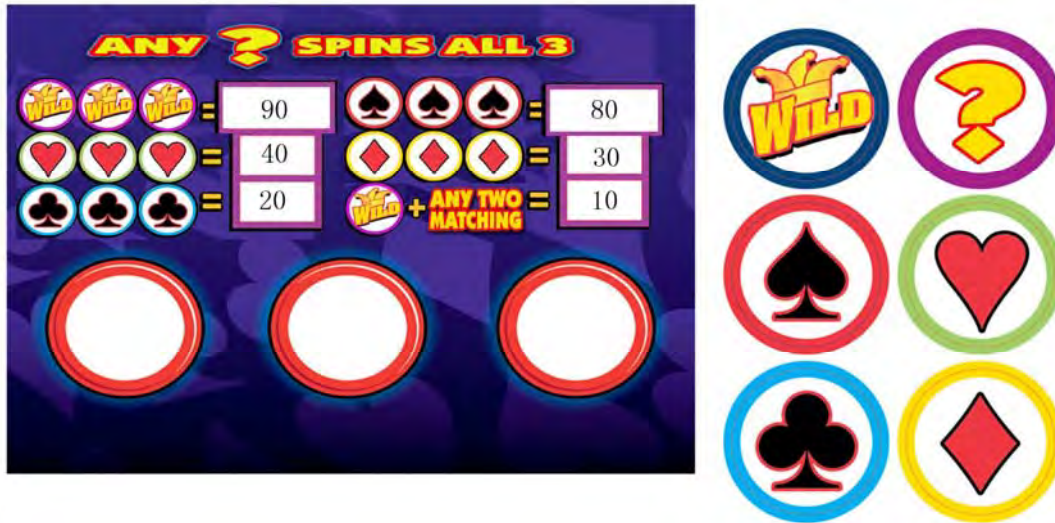 ANY ? SPINS ALL 3
WILD WILD WILD = 90
= 80
= 40
= 30
= 20
WILD + ANY TWO MATCHING = 10
WILD
?